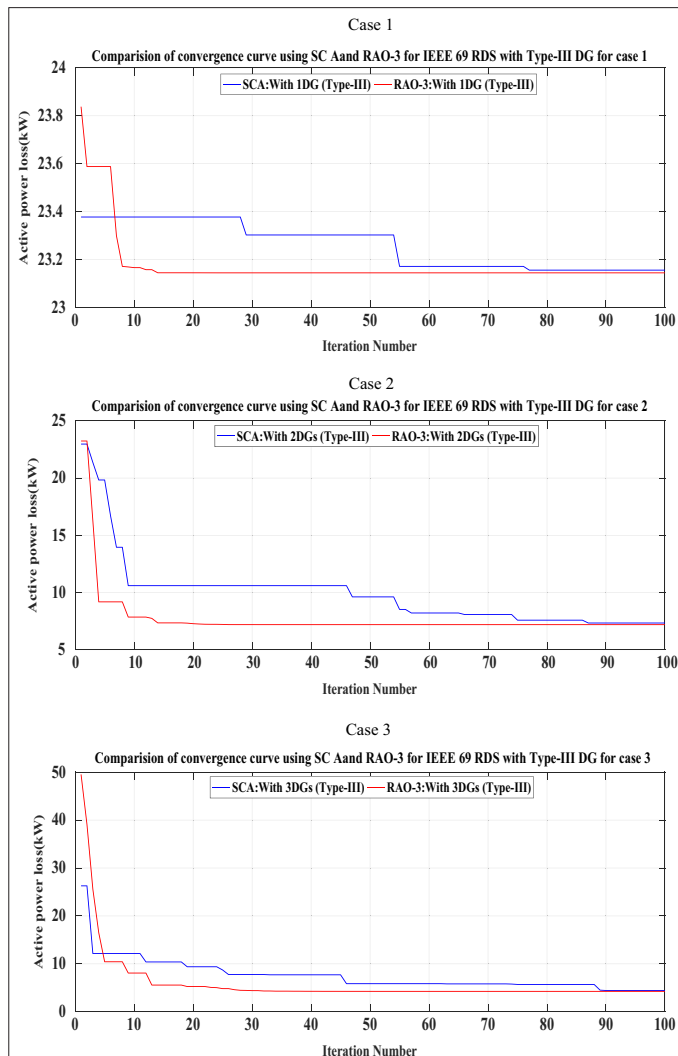 Case 1
Comparision of convergence curve using SC Aand RAO-3 for IEEE 69 RDS with Type-III DG for case 1
SCA:With 1DG (Type-III) RAO-3:With 1DG (Type-III)
Active power loss(kW)
24
23.8
23.6
23.4
23.2
23
0 10 20 30 40 50 60 70 80 90 100
Iteration Number
Case 2
Comparision of convergence curve using SC Aand RAO-3 for IEEE 69 RDS with Type-III DG for case 2
SCA:With 2DGs (Type-III) RAO-3:With 2DGs (Type-III)
Active power loss(kW)
25
20
15
10
5
0 10 20 30 40 50 60 70 80 90 100
Iteration Number
Case 3
Comparision of convergence curve using SC Aand RAO-3 for IEEE 69 RDS with Type-III DG for case 3
SCA:With 3DGs (Type-III) RAO-3:With 3DGs (Type-III)
Active power loss(kW)
50
40
30
20
10
0
0 10 20 30 40 50 60 70 80 90 100
Iteration Number